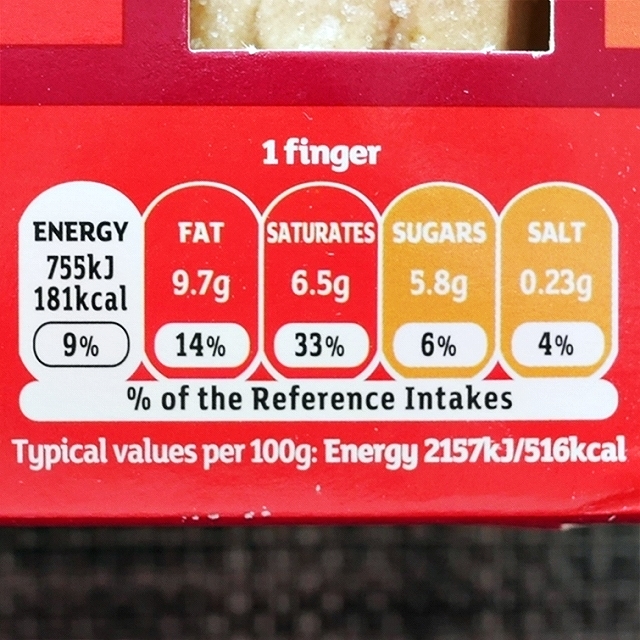 1 finger
ENERGY FAT SATURATES SUGARS SALT
755kJ
181kcal 9.7g 6.5g 5.8g 0.23g
9% 14% 33% 6% 4%
% of the Reference Intakes
Typical values per 100g: Energy 2157kJ/516kcal